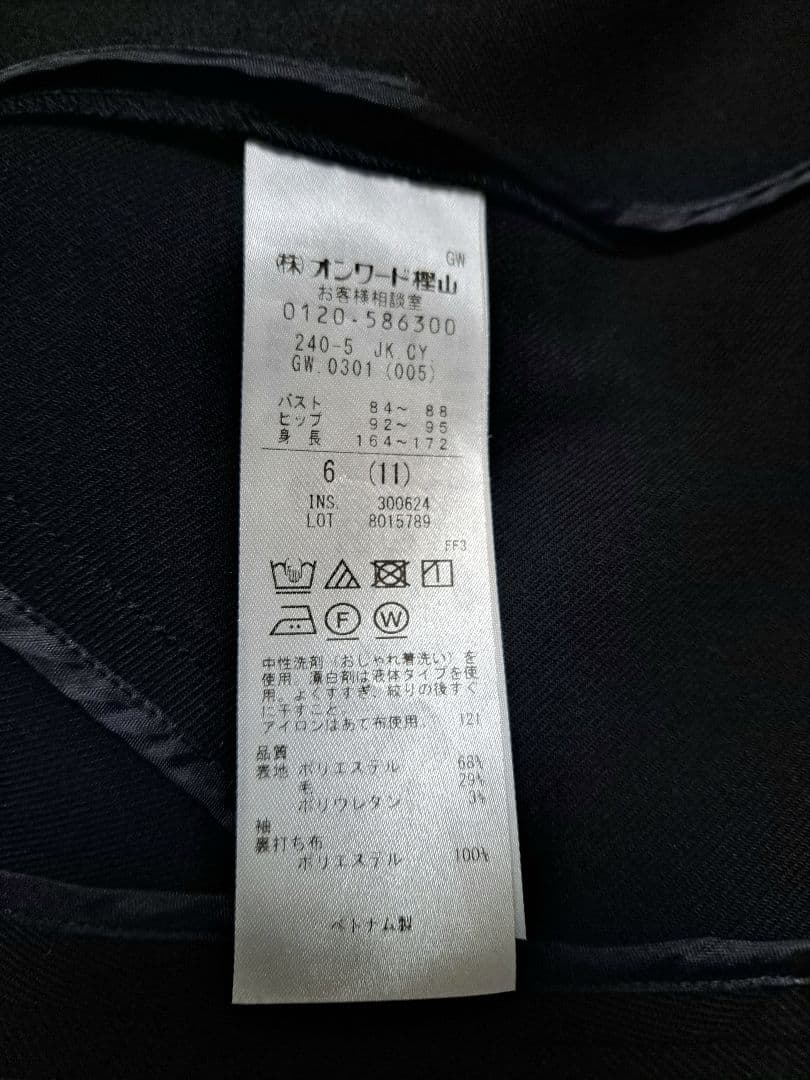 GW
(株)オンワード樫山
お客様相談室
0120-586300
240-5 JK.CY.
GW.0301 (005)
バスト 84〜 88
ヒップ 92〜 95
身長 164〜172
6 (11)
INS. 300624
LOT 8015789
FF3
F W
中性洗剤（おしゃれ着洗い）を
使用。漂白剤は液体タイプを使
用。よくすすぎ、絞りの後すぐ
に干すこと。
アイロンはあて布使用。 121
品質
表地 ポリエステル 68%
毛 29%
ポリウレタン 3%
袖
裏打ち布
ポリエステル 100%
ベトナム製